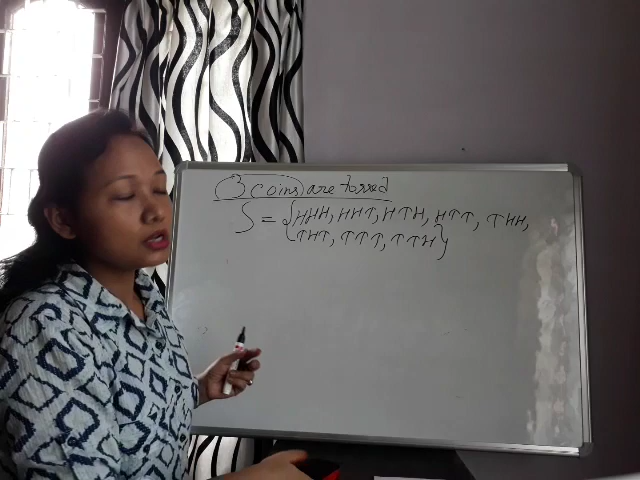 3 coins are tossed
S = {HHH, HHT, HTH, HTT, THH,
THT, TTT, TTH}